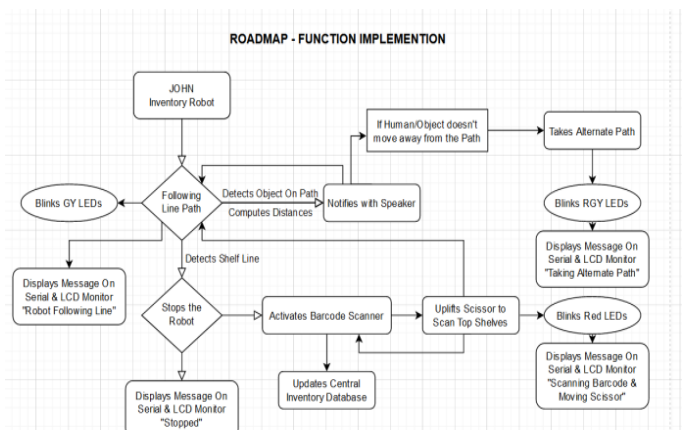 ROADMAP - FUNCTION IMPLEMENTION
JOHN
Inventory Robot
If Human/Object doesn't
move away from the Path
Takes Alternate Path
Following
Line Path
Blinks GY LEDs
Detects Object On Path
Computes Distances
Notifies with Speaker
Blinks RGY LEDs
Displays Message On
Serial & LCD Monitor
"Taking Alternate Path"
Detects Shelf Line
Displays Message On
Serial & LCD Monitor
"Robot Following Line"
Stops the
Robot
Activates Barcode Scanner
Uplifts Scissor to
Scan Top Shelves
Blinks Red LEDs
Updates Central
Inventory Database
Displays Message On
Serial & LCD Monitor
"Scanning Barcode &
Moving Scissor"
Displays Message On
Serial & LCD Monitor
"Stopped"